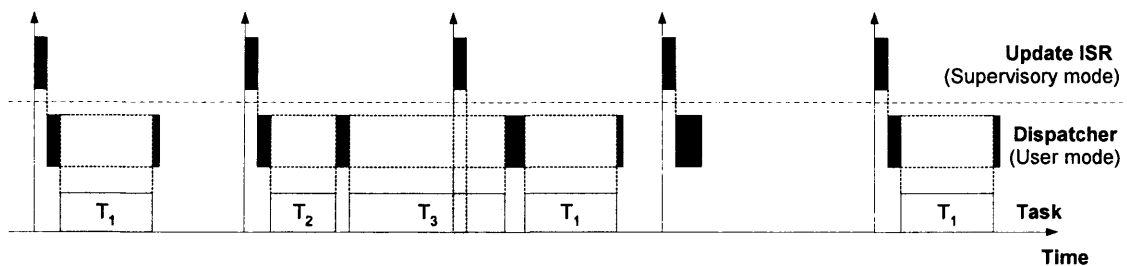 Update ISR
(Supervisory mode)
Dispatcher
(User mode)
T1 T2 T3 T1 T1 Task
Time